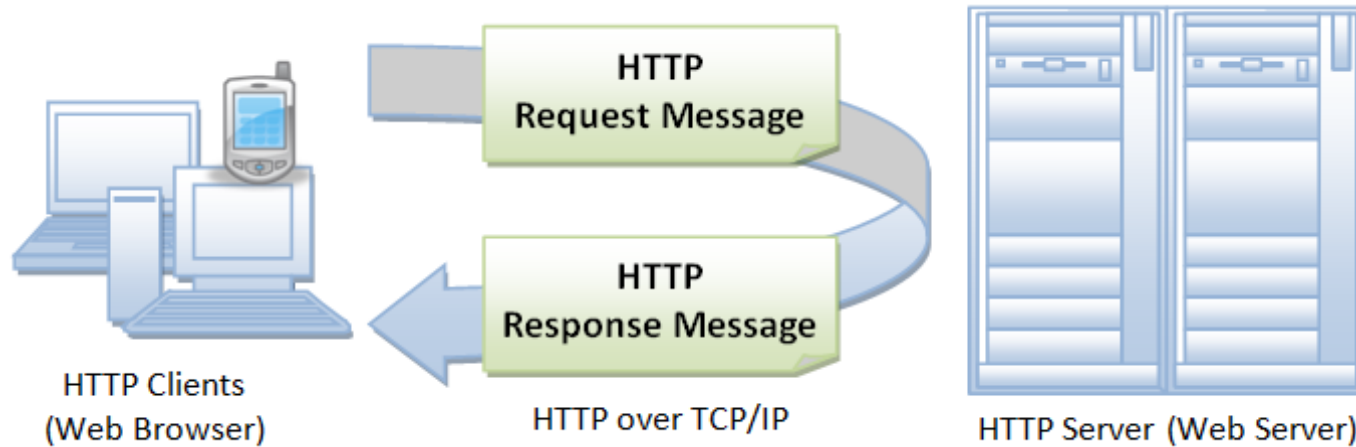 HTTP
Request Message
HTTP
Response Message
HTTP Clients
(Web Browser)
HTTP over TCP/IP
HTTP Server (Web Server)